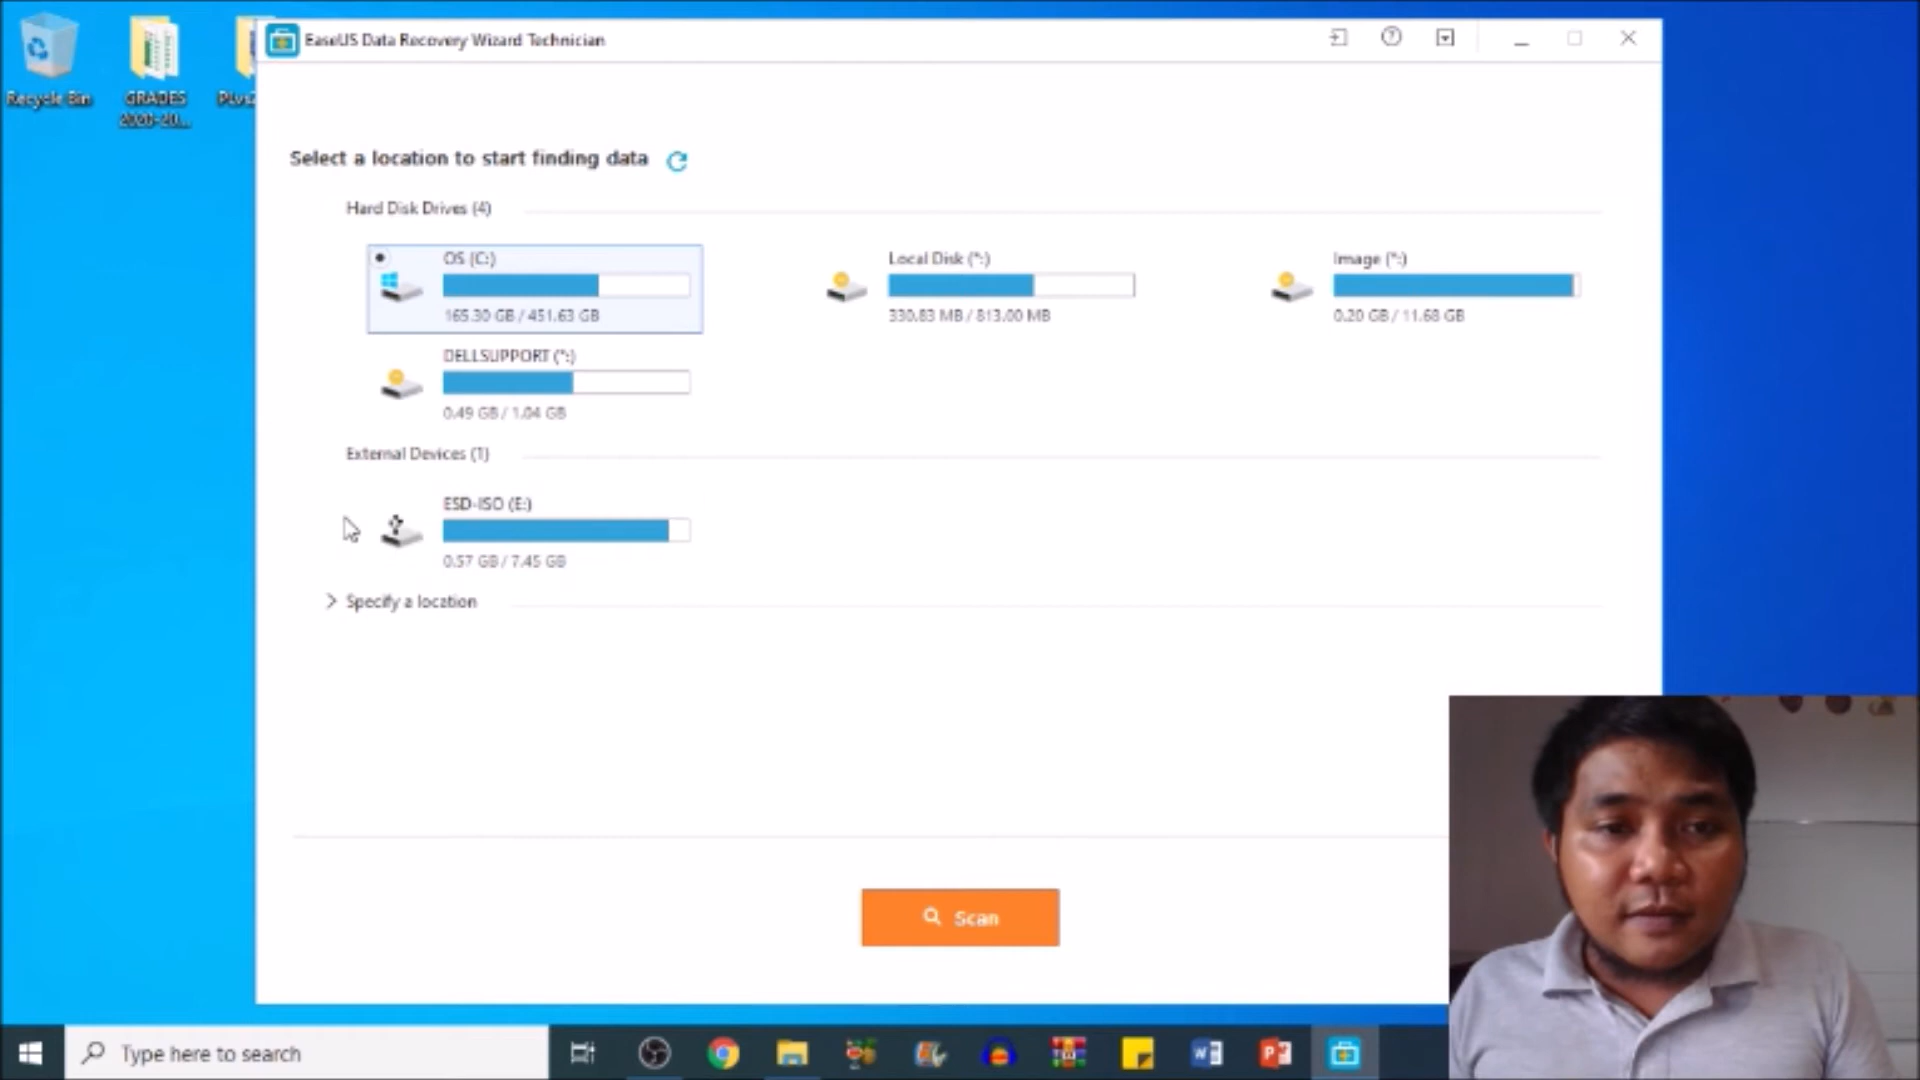 EaseUS Data Recovery Wizard Technician
Recycle Bin
GRADES
Select a location to start finding data
Hard Disk Drives (4)
OS (C:)
165.30 GB / 451.63 GB
Local Disk (*:)
330.83 MB / 813.00 MB
Image (*:)
0.20 GB / 11.68 GB
DELLSUPPORT (*:)
0.49 GB / 1.04 GB
External Devices (1)
ESD-ISO (E:)
0.57 GB / 7.45 GB
Specify a location
Scan
Type here to search